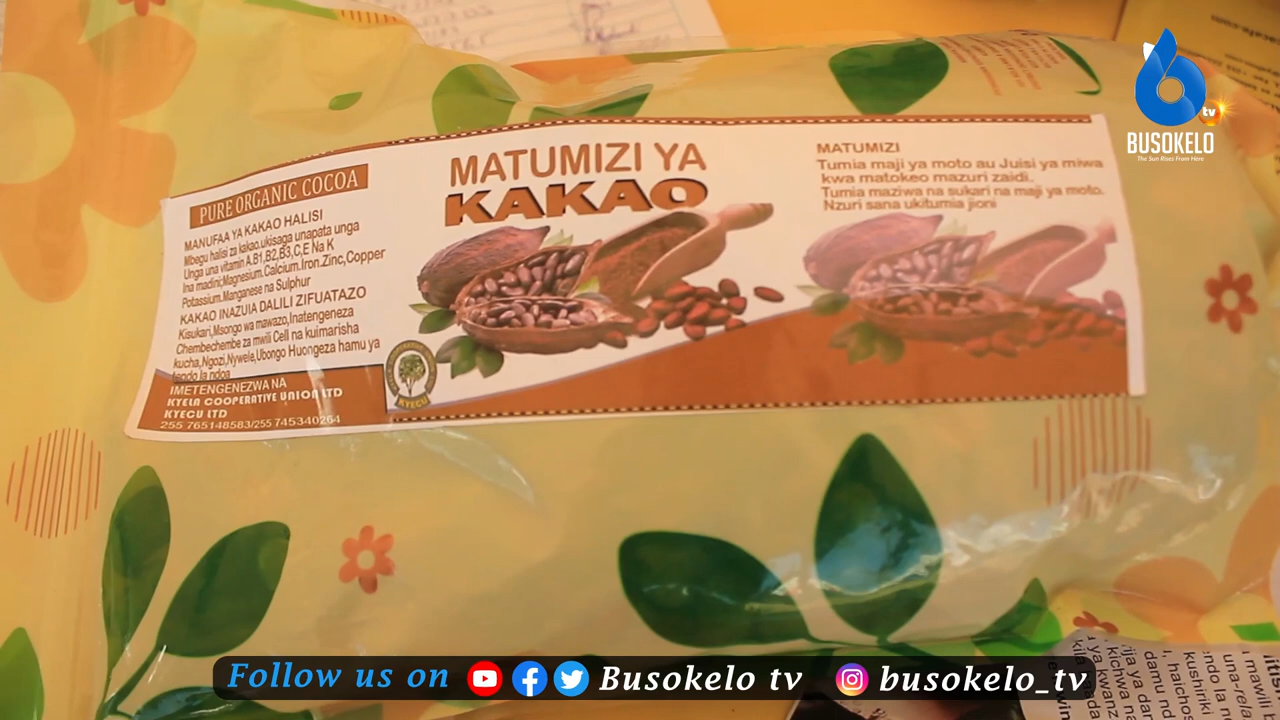 BUSOKELO
tv
The Sun Rises From Here
PURE ORGANIC COCOA
MANUFAA YA KAKAO HALISI
Mbegu halisi za kakao,ukisaga unapata unga
Unga una vitamin A,B1,B2,B3,C,E Na K
Ina madini;Magnesium,Calcium,Iron,Zinc,Copper
Potassium,Manganese na Sulphur
KAKAO INAZUIA DALILI ZIFUATAZO
Kisukari,Msongo wa mawazo,Inatengeneza
Chembechembe za mwili Cell na kuimarisha
kucha,Ngozi,Nywele,Ubongo Huongeza hamu ya
tendo la ndoa
IMETENGENEZWA NA
KYELA COOPERATIVE UNION LTD
KYECU LTD
255 765148583/255 745340264
MATUMIZI YA
KAKAO
KYECU
MATUMIZI
Tumia maji ya moto au Juisi ya miwa
kwa matokeo mazuri zaidi.
Tumia maziwa na sukari na maji ya moto.
Nzuri sana ukitumia jioni
Follow us on Busokelo tv busokelo_tv